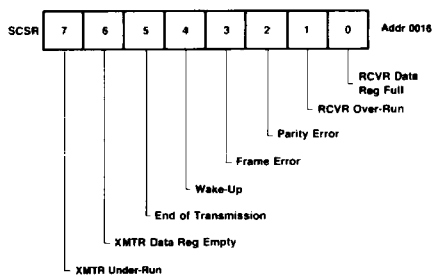 SCSR 7 6 5 4 3 2 1 0 Addr 0016
RCVR Data
Reg Full
RCVR Over-Run
Parity Error
Frame Error
Wake-Up
End of Transmission
XMTR Data Reg Empty
XMTR Under-Run